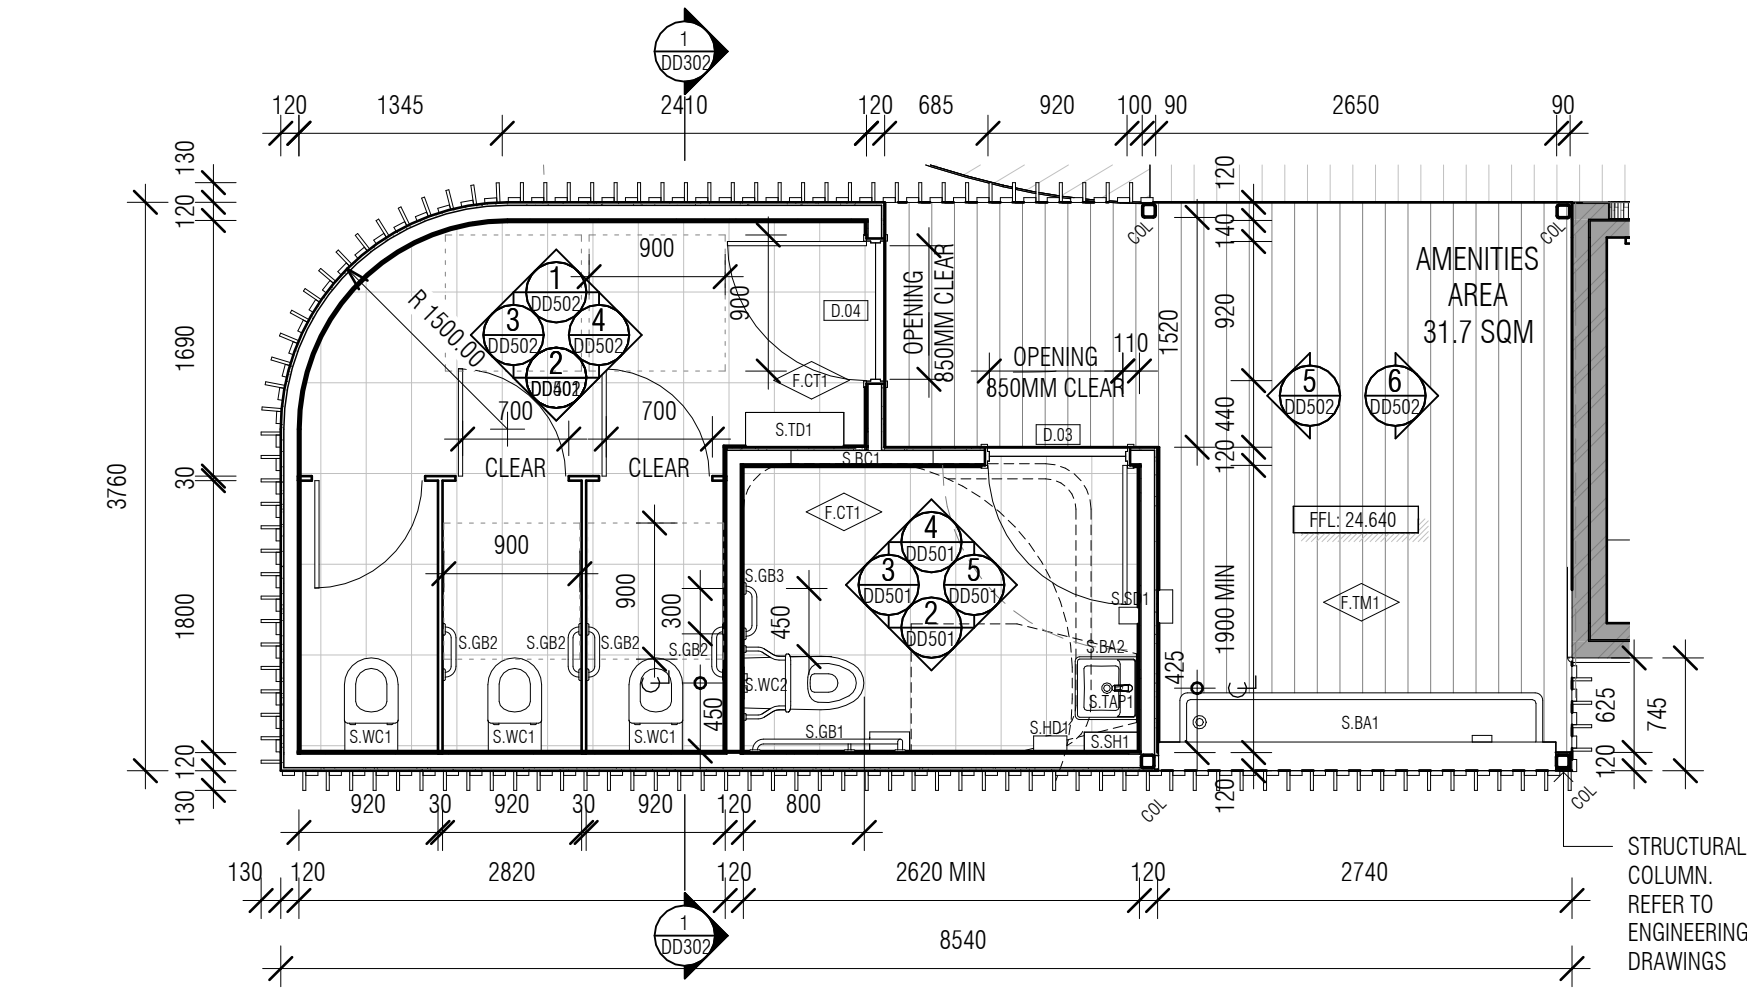 1
DD302
120
1345
2410
120
685
920
100
90
2650
90
130
120
1690
30
3760
1800
120
130
900
900
D.04
F.CT1
R 1500.00
1
DD502
3
DD502
4
DD502
2
OPENING
850MM CLEAR
OPENING
850MM CLEAR
110
1520
120
140
920
440
120
COL
COL
AMENITIES
AREA
31.7 SQM
5
DD502
6
DD502
700
CLEAR
700
CLEAR
S.TD1
S.BC1
D.03
F.CT1
FFL: 24.640
900
900
300
450
S.GB3
450
4
DD501
3
DD501
5
DD501
2
DD501
S.SD1
1900 MIN
F.TM1
S.GB2
S.GB2
S.GB2
S.GB2
S.BA2
425
S.WC2
S.TAP1
S.WC1
S.WC1
S.WC1
S.GB1
S.HD1
S.SH1
S.BA1
625
745
120
120
COL
COL
920
30
920
30
920
120
800
130
120
2820
120
2620 MIN
120
2740
1
DD302
8540
STRUCTURAL
COLUMN.
REFER TO
ENGINEERING
DRAWINGS